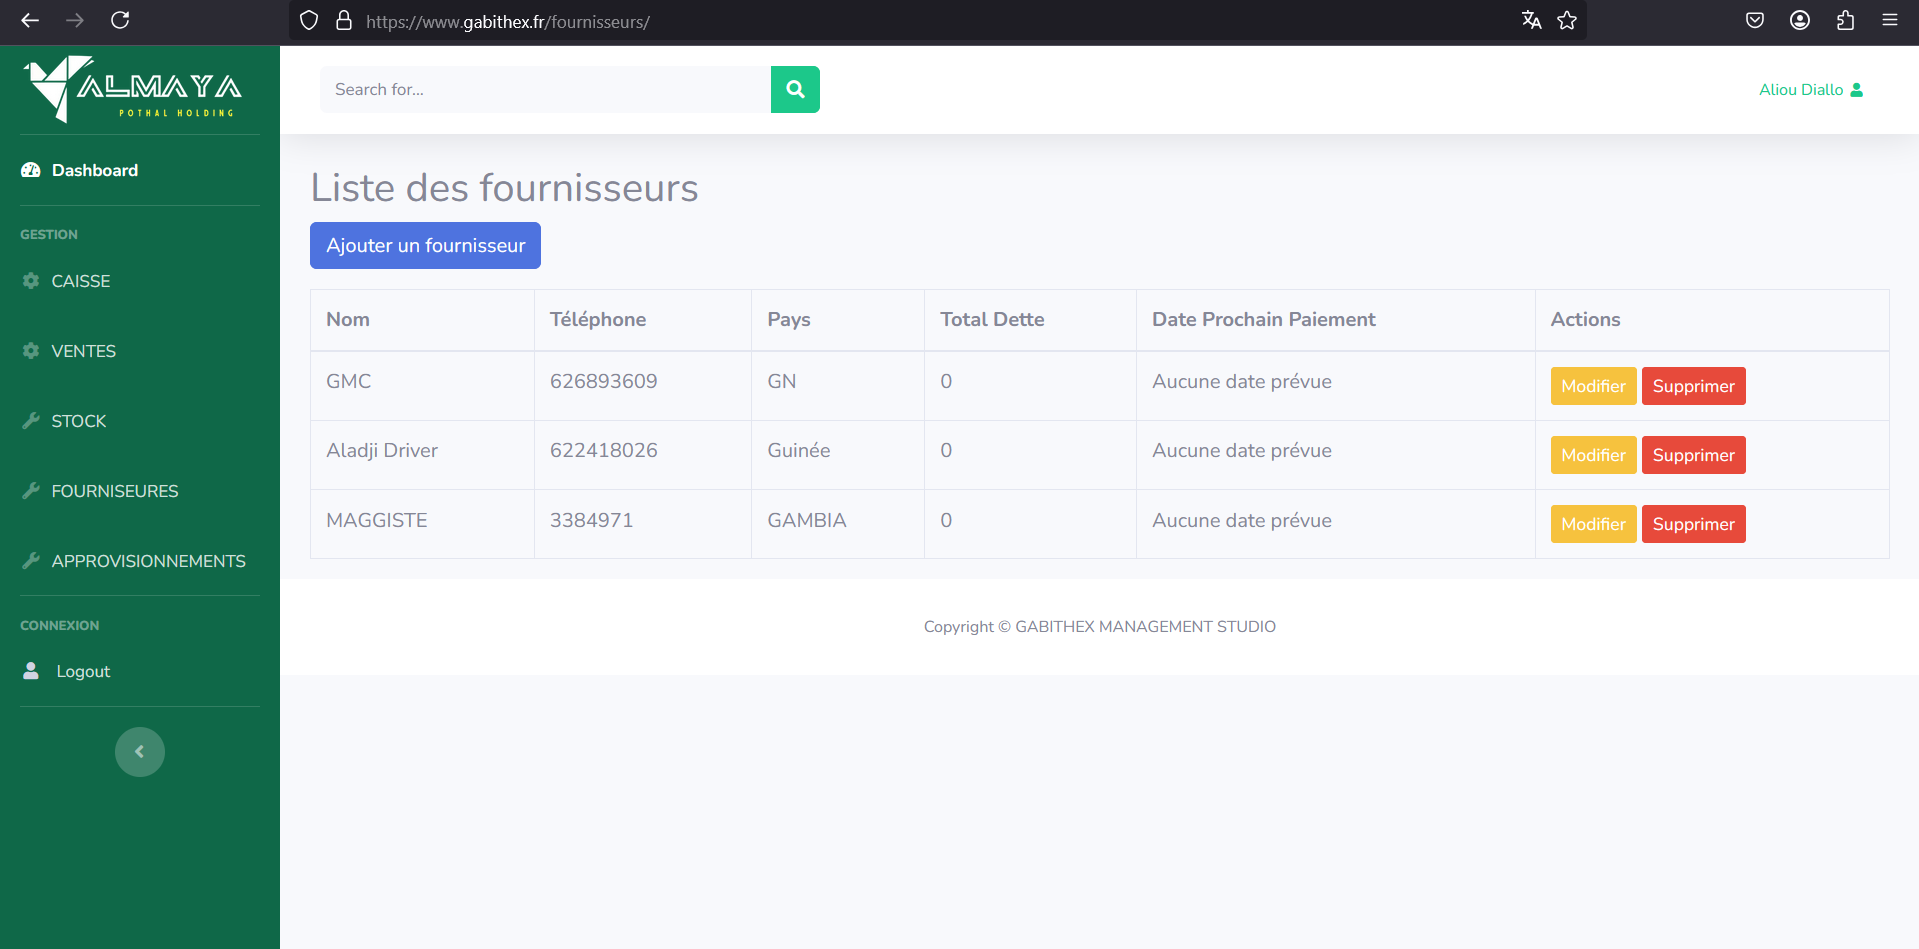 https://www.gabithex.fr/fournisseurs/
ALMAYA
POTHAL HOLDING
Search for...
Aliou Diallo
Dashboard
GESTION
CAISSE
VENTES
STOCK
FOURNISEURES
APPROVISIONNEMENTS
CONNEXION
Logout
Liste des fournisseurs
Ajouter un fournisseur
Nom Téléphone Pays Total Dette Date Prochain Paiement Actions
GMC 626893609 GN 0 Aucune date prévue Modifier Supprimer
Aladji Driver 622418026 Guinée 0 Aucune date prévue Modifier Supprimer
MAGGISTE 3384971 GAMBIA 0 Aucune date prévue Modifier Supprimer
Copyright © GABITHEX MANAGEMENT STUDIO